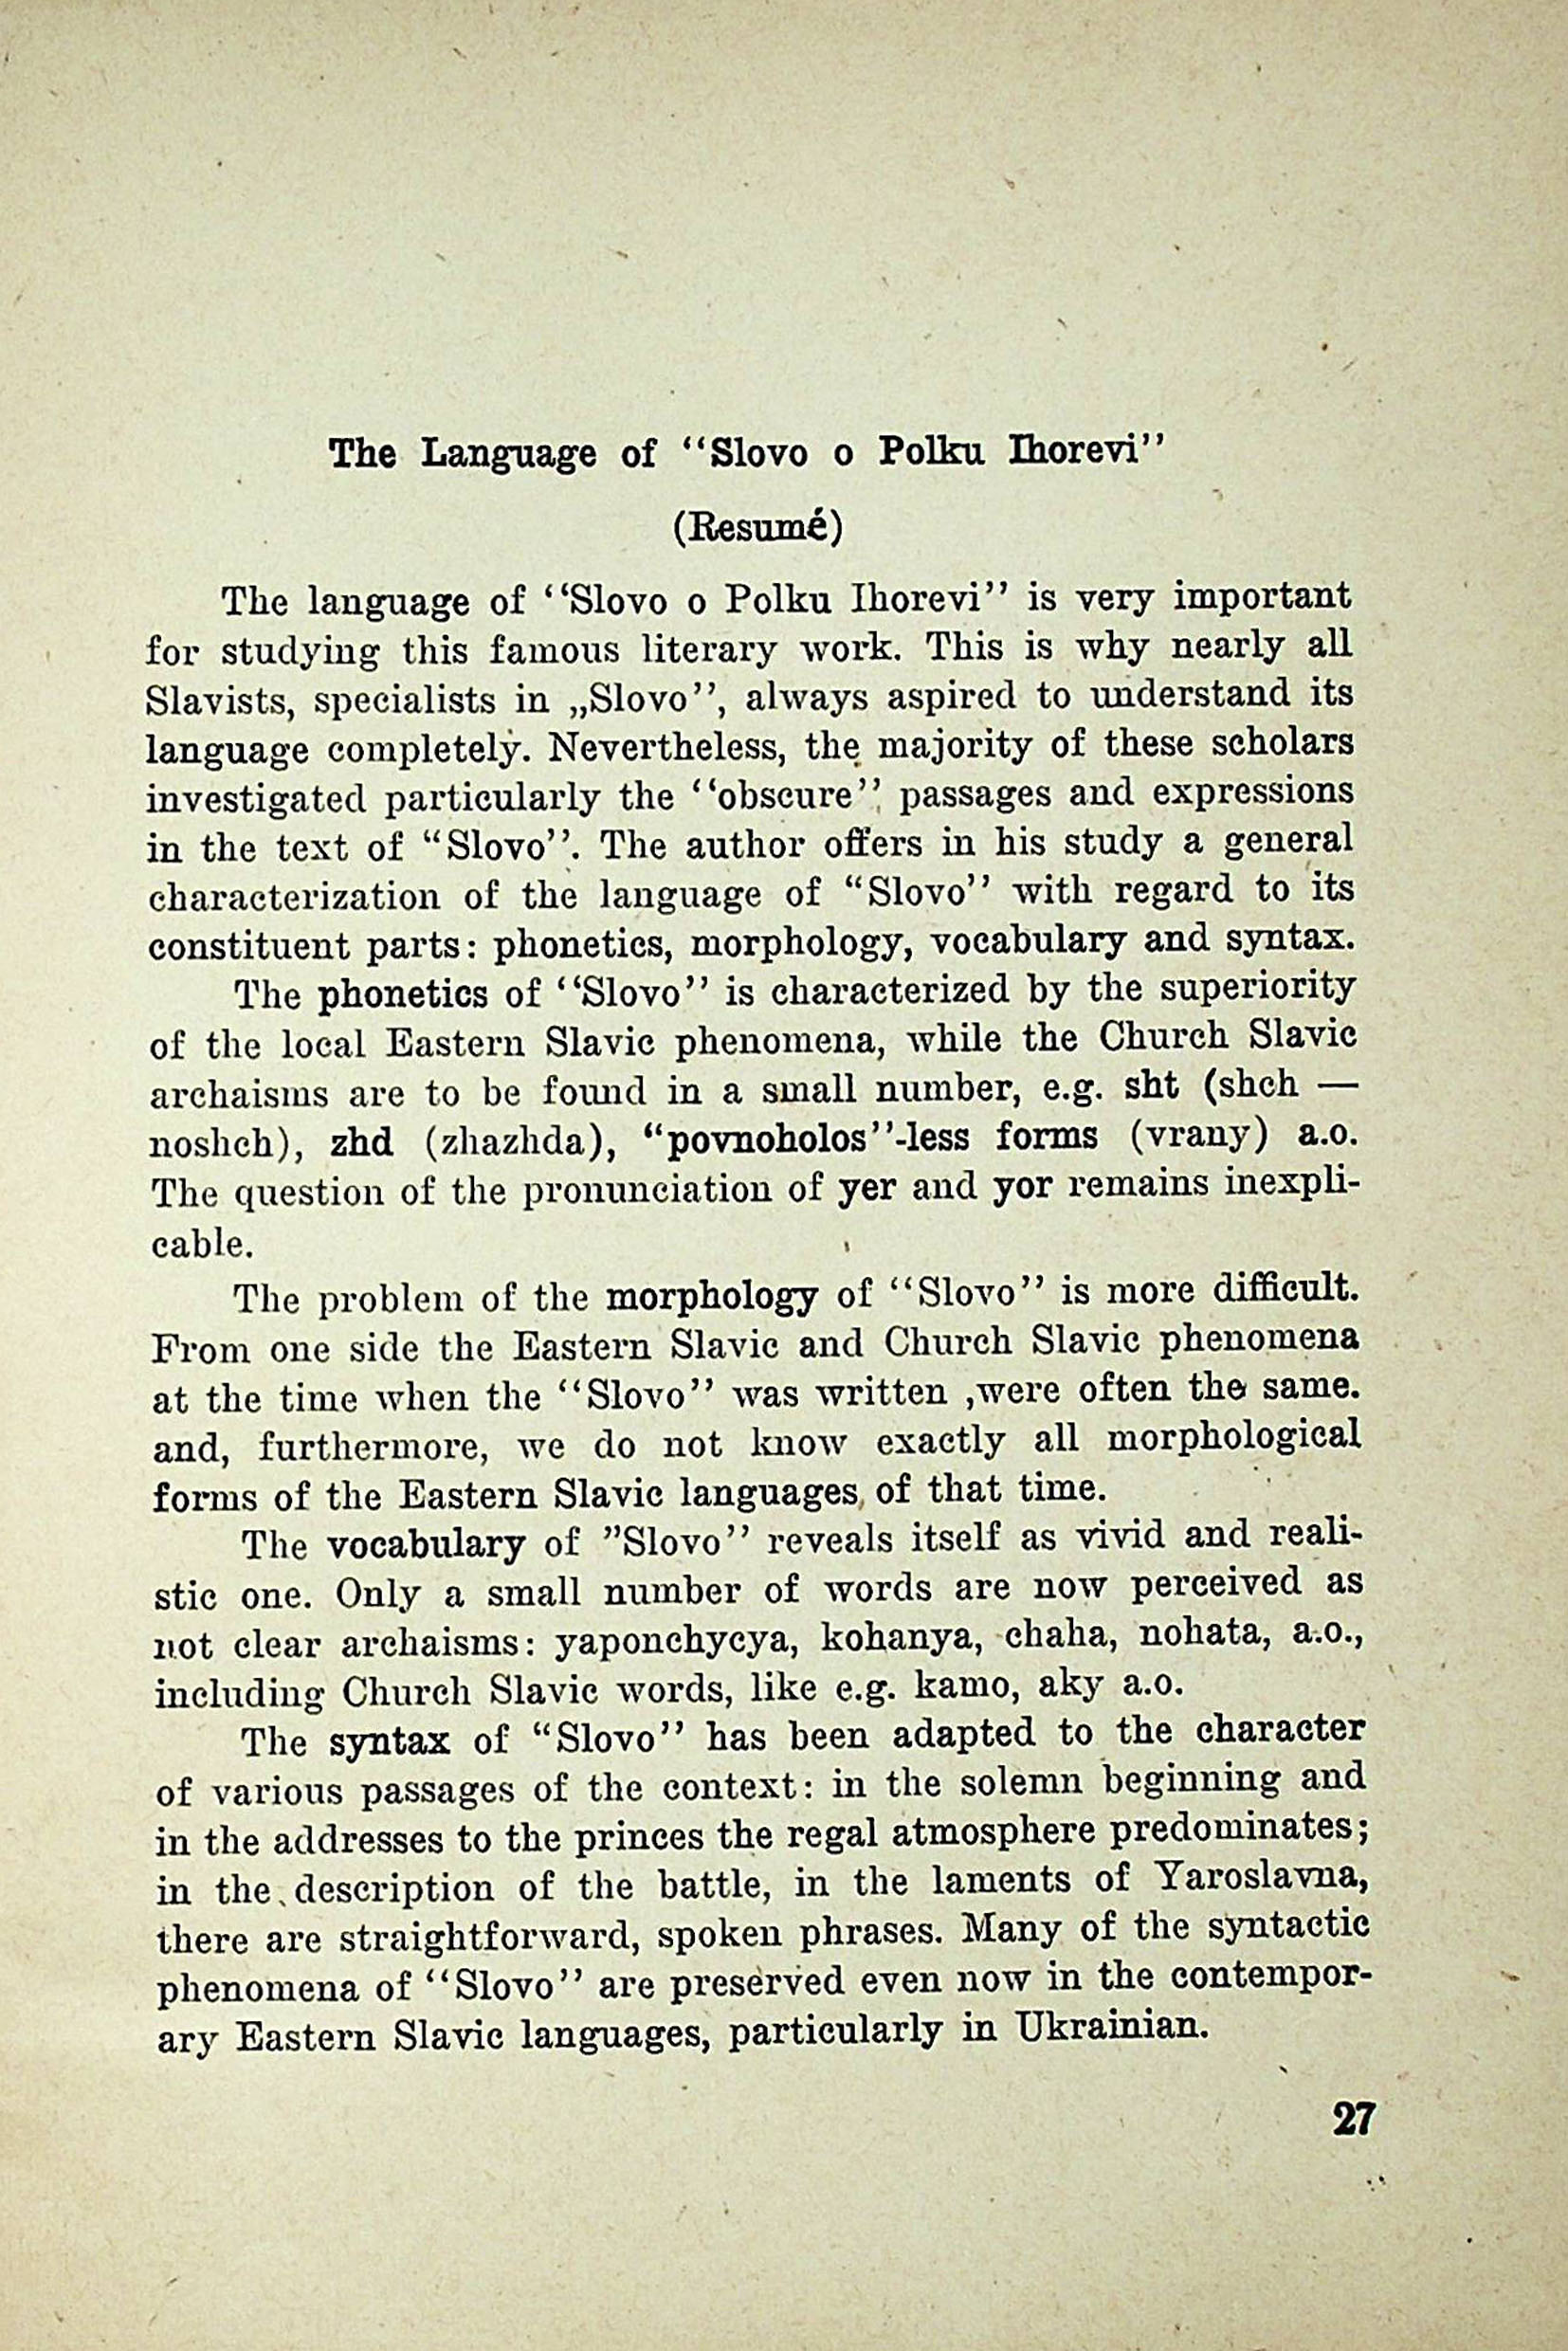 The Language of ‘‘Slovo o Polku Ihorevi’’
(Resumé)
The language of ‘‘Slovo o Polku Ihorevi’’ is very important
for studying this famous literary work. This is why nearly all
Slavists, specialists in „Slovo’’, always aspired to understand its
language completely. Nevertheless, the majority of these scholars
investigated particularly the ‘‘obscure’’ passages and expressions
in the text of “Slovo’’. The author offers in his study a general
characterization of the language of “Slovo’’ with regard to its
constituent parts: phonetics, morphology, vocabulary and syntax.
The phonetics of ‘‘Slovo’’ is characterized by the superiority
of the local Eastern Slavic phenomena, while the Church Slavic
archaisms are to be found in a small number, e.g. sht (shch —
noshch), zhd (zhazhda), “povnoholos’’-less forms (vrany) a.o.
The question of the pronunciation of yer and yor remains inexpli-
cable.
The problem of the morphology of ‘‘Slovo’’ is more difficult.
From one side the Eastern Slavic and Church Slavic phenomena
at the time when the ‘‘Slovo’’ was written ,were often the same.
and, furthermore, we do not know exactly all morphological
forms of the Eastern Slavic languages, of that time.
The vocabulary of ”Slovo’’ reveals itself as vivid and reali-
stic one. Only a small number of words are now perceived as
not clear archaisms: yaponchycya, kohanya, chaha, nohata, a.o.,
including Church Slavic words, like e.g. kamo, aky a.o.
The syntax of “Slovo’’ has been adapted to the character
of various passages of the context: in the solemn beginning and
in the addresses to the princes the regal atmosphere predominates;
in the description of the battle, in the laments of Yaroslavna,
there are straightforward, spoken phrases. Many of the syntactic
phenomena of ‘‘Slovo’’ are preserved even now in the contempor-
ary Eastern Slavic languages, particularly in Ukrainian.
27